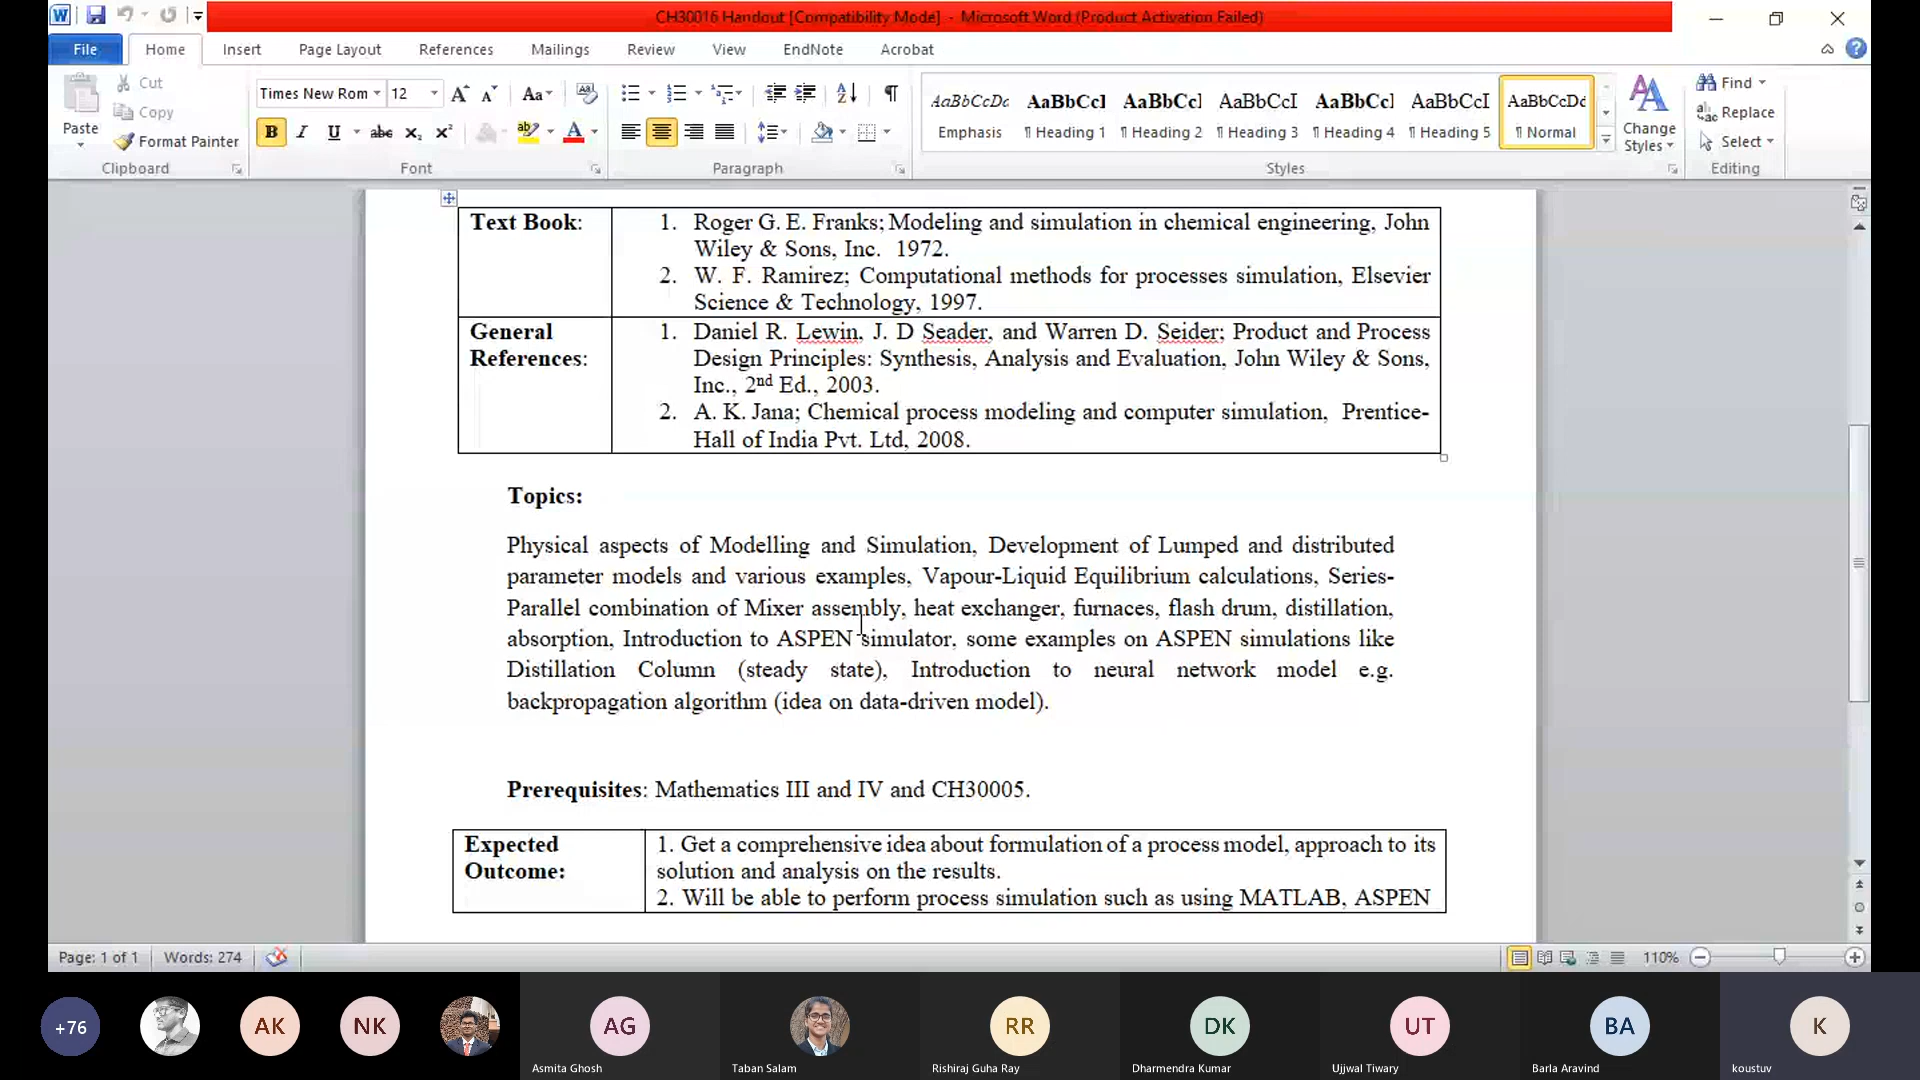 CH30016 Handout [Compatibility Mode] - Microsoft Word (Product Activation Failed)
File Home Insert Page Layout References Mailings Review View EndNote Acrobat
Paste
Cut
Copy
Format Painter
Clipboard
Times New Rom 12
Font
Paragraph
AaBbCcDc AaBbCcI AaBbCcI AaBbCcI AaBbCcI AaBbCcI AaBbCcDc
Emphasis ¶ Heading 1 ¶ Heading 2 ¶ Heading 3 ¶ Heading 4 ¶ Heading 5 ¶ Normal
Change
Styles
Styles
Find
Replace
Select
Editing
Text Book:
1. Roger G. E. Franks; Modeling and simulation in chemical engineering, John
Wiley & Sons, Inc. 1972.
2. W. F. Ramirez; Computational methods for processes simulation, Elsevier
Science & Technology, 1997.
General
References:
1. Daniel R. Lewin, J. D Seader, and Warren D. Seider; Product and Process
Design Principles: Synthesis, Analysis and Evaluation, John Wiley & Sons,
Inc., 2nd Ed., 2003.
2. A. K. Jana; Chemical process modeling and computer simulation, Prentice-
Hall of India Pvt. Ltd, 2008.
Topics:
Physical aspects of Modelling and Simulation, Development of Lumped and distributed
parameter models and various examples, Vapour-Liquid Equilibrium calculations, Series-
Parallel combination of Mixer assembly, heat exchanger, furnaces, flash drum, distillation,
absorption, Introduction to ASPEN simulator, some examples on ASPEN simulations like
Distillation Column (steady state), Introduction to neural network model e.g.
backpropagation algorithm (idea on data-driven model).
Prerequisites: Mathematics III and IV and CH30005.
Expected
Outcome:
1. Get a comprehensive idea about formulation of a process model, approach to its
solution and analysis on the results.
2. Will be able to perform process simulation such as using MATLAB, ASPEN
Page: 1 of 1 Words: 274 110%
+76 AK NK AG RR DK UT BA K
Asmita Ghosh Taban Salam Rishiraj Guha Ray Dharmendra Kumar Ujjwal Tiwary Barla Aravind koustuv